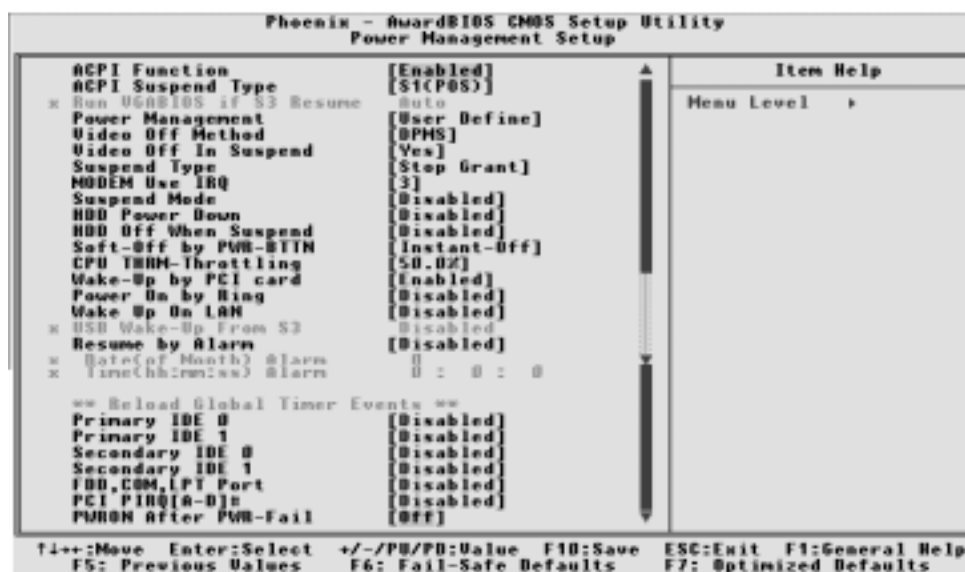 Phoenix - AwardBIOS CMOS Setup Utility
Power Management Setup
ACPI Function [Enabled]
ACPI Suspend Type [S1(POS)]
x Run VGABIOS if S3 Resume Auto
Power Management [User Define]
Video Off Method [DPMS]
Video Off In Suspend [Yes]
Suspend Type [Stop Grant]
MODEM Use IRQ [3]
Suspend Mode [Disabled]
HDD Power Down [Disabled]
HDD Off When Suspend [Disabled]
Soft-Off by PWR-BTTN [Instant-Off]
CPU THRM-Throttling [50.0%]
Wake-Up by PCI card [Enabled]
Power On by Ring [Disabled]
Wake Up On LAN [Disabled]
x USB Wake-Up From S3 Disabled
Resume by Alarm [Disabled]
x Date(of Month) Alarm 0
x Time(hh:mm:ss) Alarm 0 : 0 : 0
** Reload Global Timer Events **
Primary IDE 0 [Disabled]
Primary IDE 1 [Disabled]
Secondary IDE 0 [Disabled]
Secondary IDE 1 [Disabled]
FDD,COM,LPT Port [Disabled]
PCI PIRQ[A-D]# [Disabled]
PWRON After PWR-Fail [Off]
Item Help
Menu Level ▸
↑↓→←:Move Enter:Select +/-/PU/PD:Value F10:Save ESC:Exit F1:General Help
F5: Previous Values F6: Fail-Safe Defaults F7: Optimized Defaults